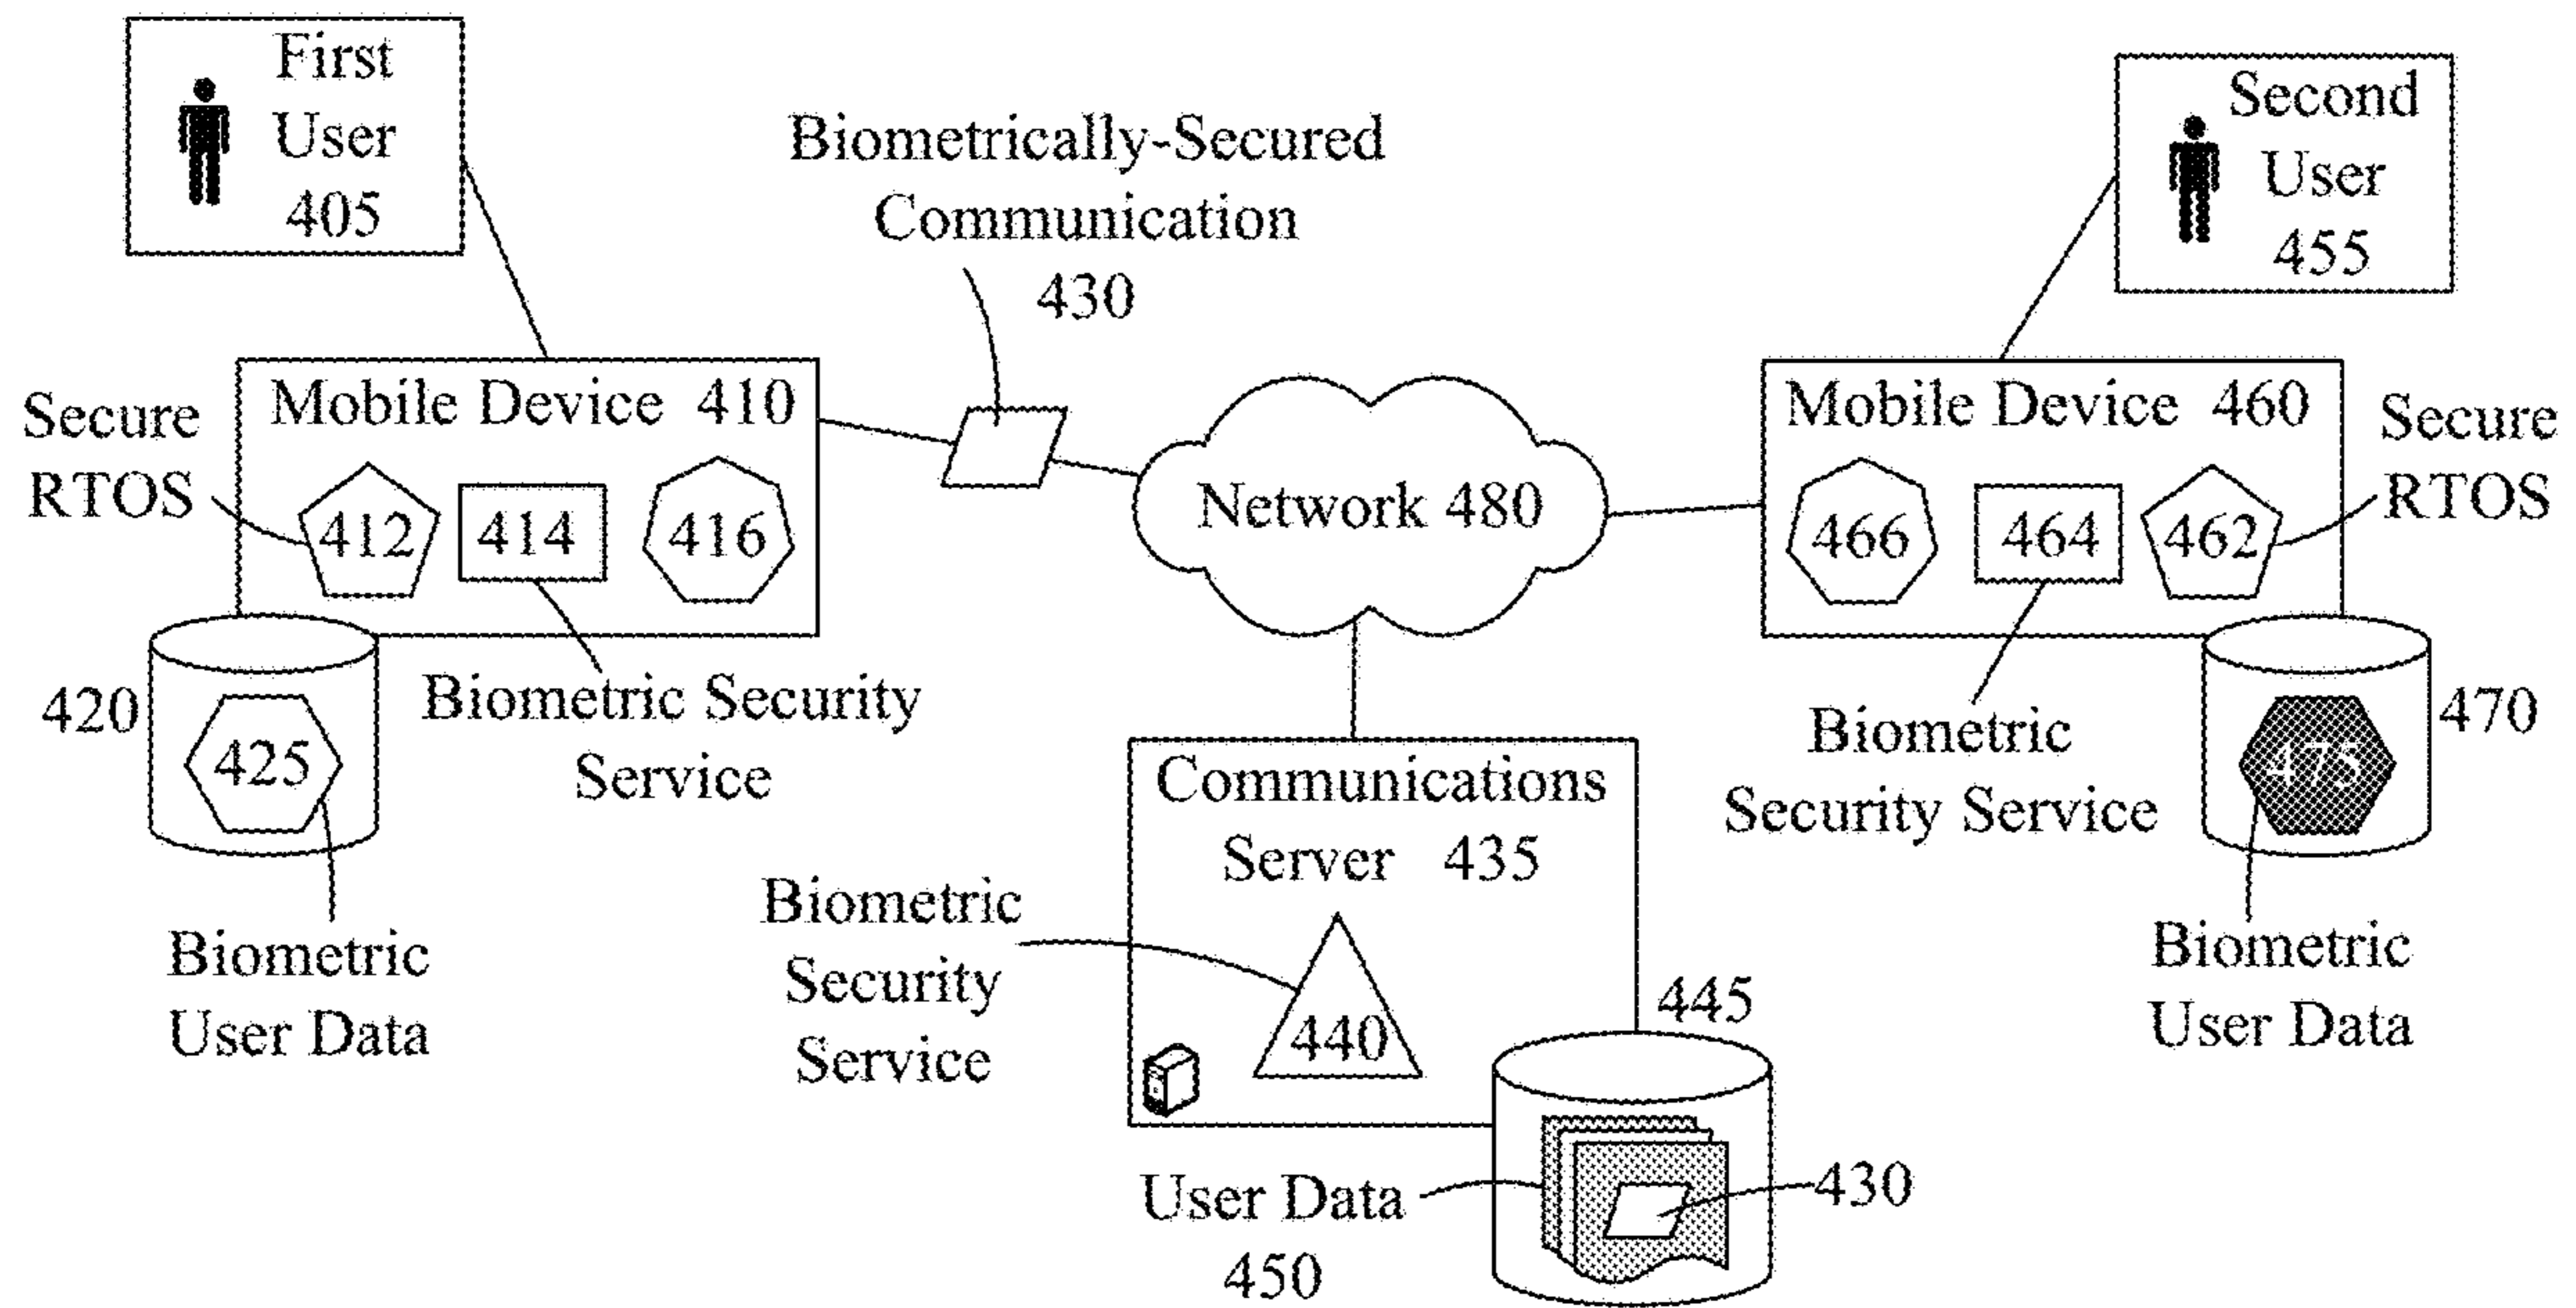 First
User
405
Second
User
455
Biometrically-Secured
Communication
430
Secure
RTOS
Mobile Device 410
412
414
416
Network 480
Mobile Device 460
466
464
462
Secure
RTOS
420
425
Biometric Security
Service
Biometric
User Data
Communications
Server 435
Biometric
Security
Service
440
445
User Data
450
430
Biometric
Security Service
470
475
Biometric
User Data